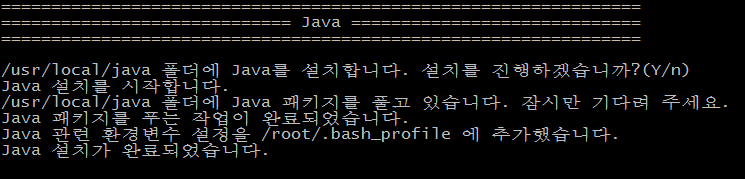 ================================================================================
============================= Java =============================
================================================================================
/usr/local/java 폴더에 Java를 설치합니다. 설치를 진행하겠습니까?(Y/n)
Java 설치를 시작합니다.
/usr/local/java 폴더에 Java 패키지를 풀고 있습니다. 잠시만 기다려 주세요.
Java 패키지를 푸는 작업이 완료되었습니다.
Java 관련 환경변수 설정을 /root/.bash_profile 에 추가했습니다.
Java 설치가 완료되었습니다.